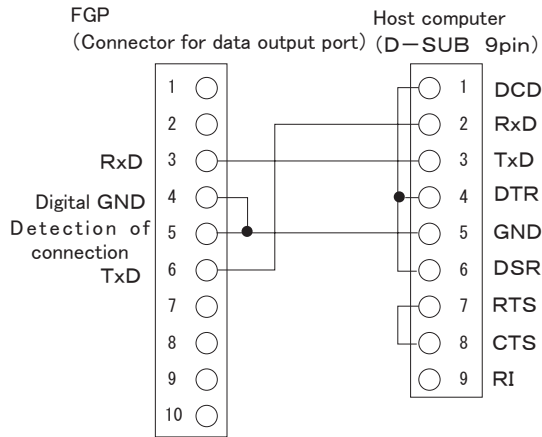 FGP
(Connector for data output port)
Host computer
(D-SUB 9pin)
1
2
RxD 3
Digital GND 4
Detection of connection 5
TxD 6
7
8
9
10
1 DCD
2 RxD
3 TxD
4 DTR
5 GND
6 DSR
7 RTS
8 CTS
9 RI